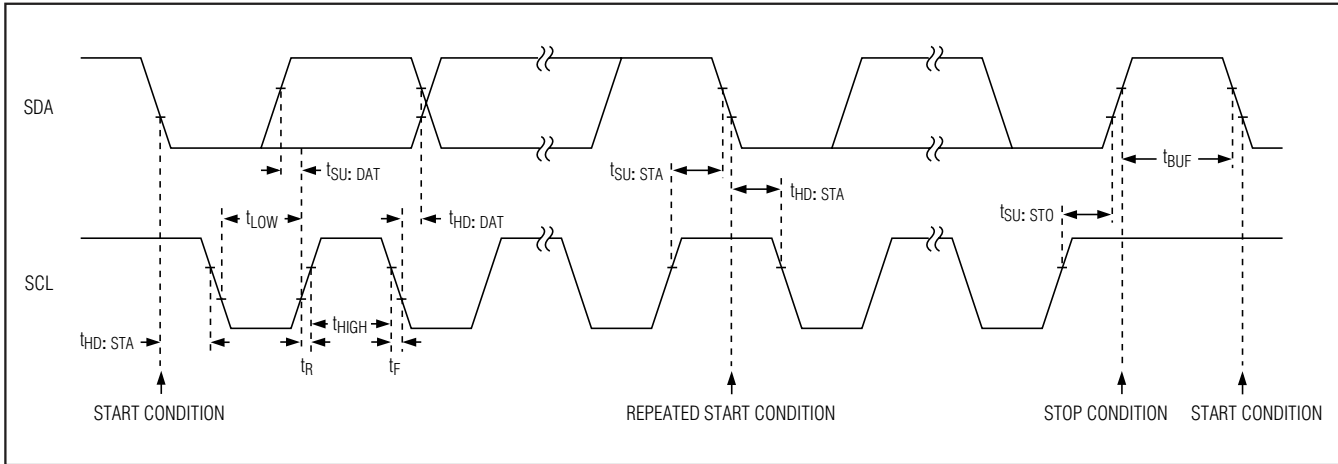 SDA
tSU: DAT
tSU: STA
tBUF
tLOW
tHD: DAT
tHD: STA
tSU: STO
SCL
tHD: STA
tHIGH
tR
tF
START CONDITION
REPEATED START CONDITION
STOP CONDITION
START CONDITION